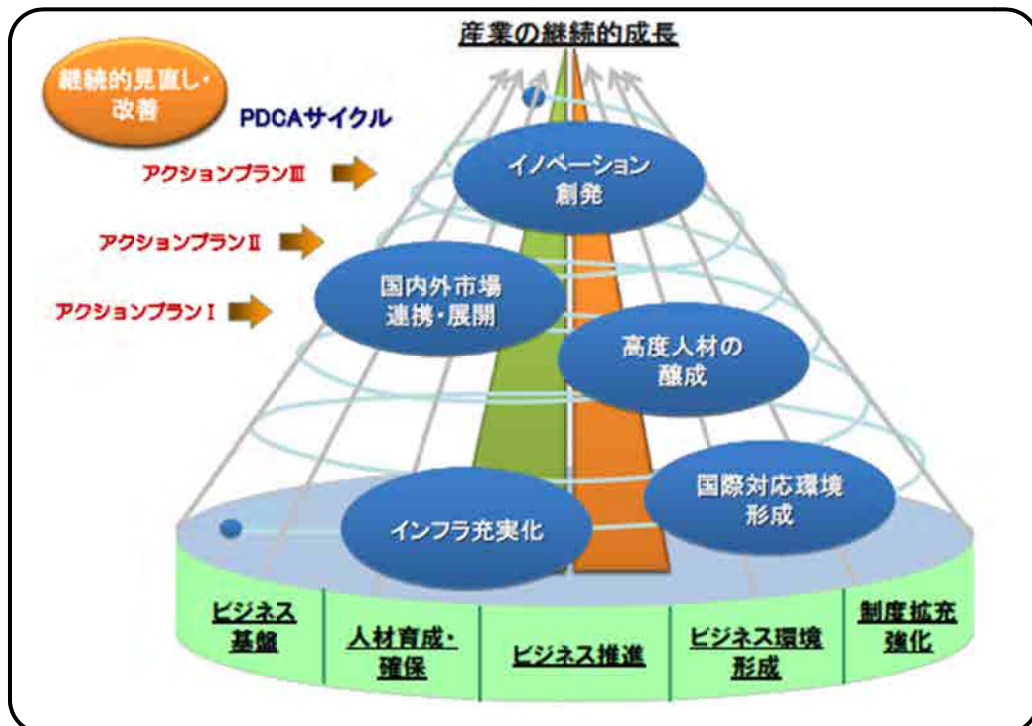 産業の継続的成長
継続的見直し・
改善
PDCAサイクル
アクションプランⅢ
イノベーション
創発
アクションプランⅡ
国内外市場
連携・展開
アクションプランⅠ
高度人材の
醸成
国際対応環境
形成
インフラ充実化
ビジネス
基盤
人材育成・
確保
ビジネス推進
ビジネス環境
形成
制度拡充
強化